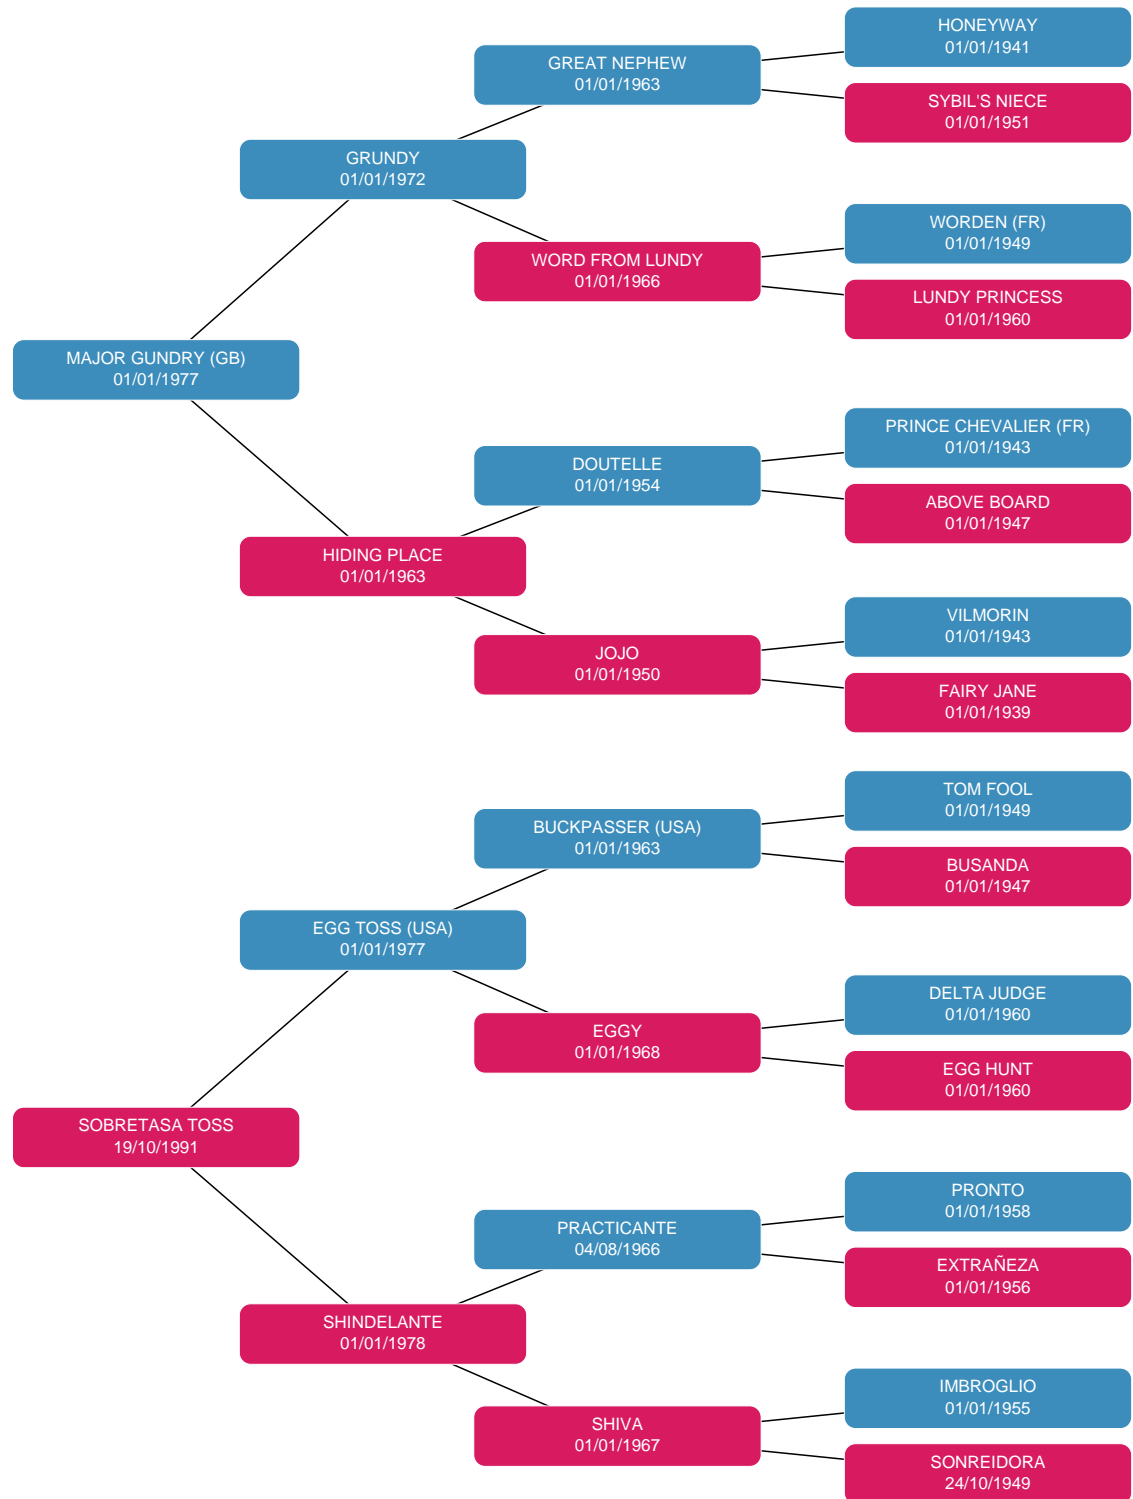 HONEYWAY
01/01/1941
GREAT NEPHEW
01/01/1963
SYBIL'S NIECE
01/01/1951
GRUNDY
01/01/1972
WORDEN (FR)
01/01/1949
WORD FROM LUNDY
01/01/1966
LUNDY PRINCESS
01/01/1960
MAJOR GUNDRY (GB)
01/01/1977
PRINCE CHEVALIER (FR)
01/01/1943
DOUTELLE
01/01/1954
ABOVE BOARD
01/01/1947
HIDING PLACE
01/01/1963
VILMORIN
01/01/1943
JOJO
01/01/1950
FAIRY JANE
01/01/1939
TOM FOOL
01/01/1949
BUCKPASSER (USA)
01/01/1963
BUSANDA
01/01/1947
EGG TOSS (USA)
01/01/1977
DELTA JUDGE
01/01/1960
EGGY
01/01/1968
EGG HUNT
01/01/1960
SOBRETASA TOSS
19/10/1991
PRONTO
01/01/1958
PRACTICANTE
04/08/1966
EXTRAÑEZA
01/01/1956
SHINDELANTE
01/01/1978
IMBROGLIO
01/01/1955
SHIVA
01/01/1967
SONREIDORA
24/10/1949